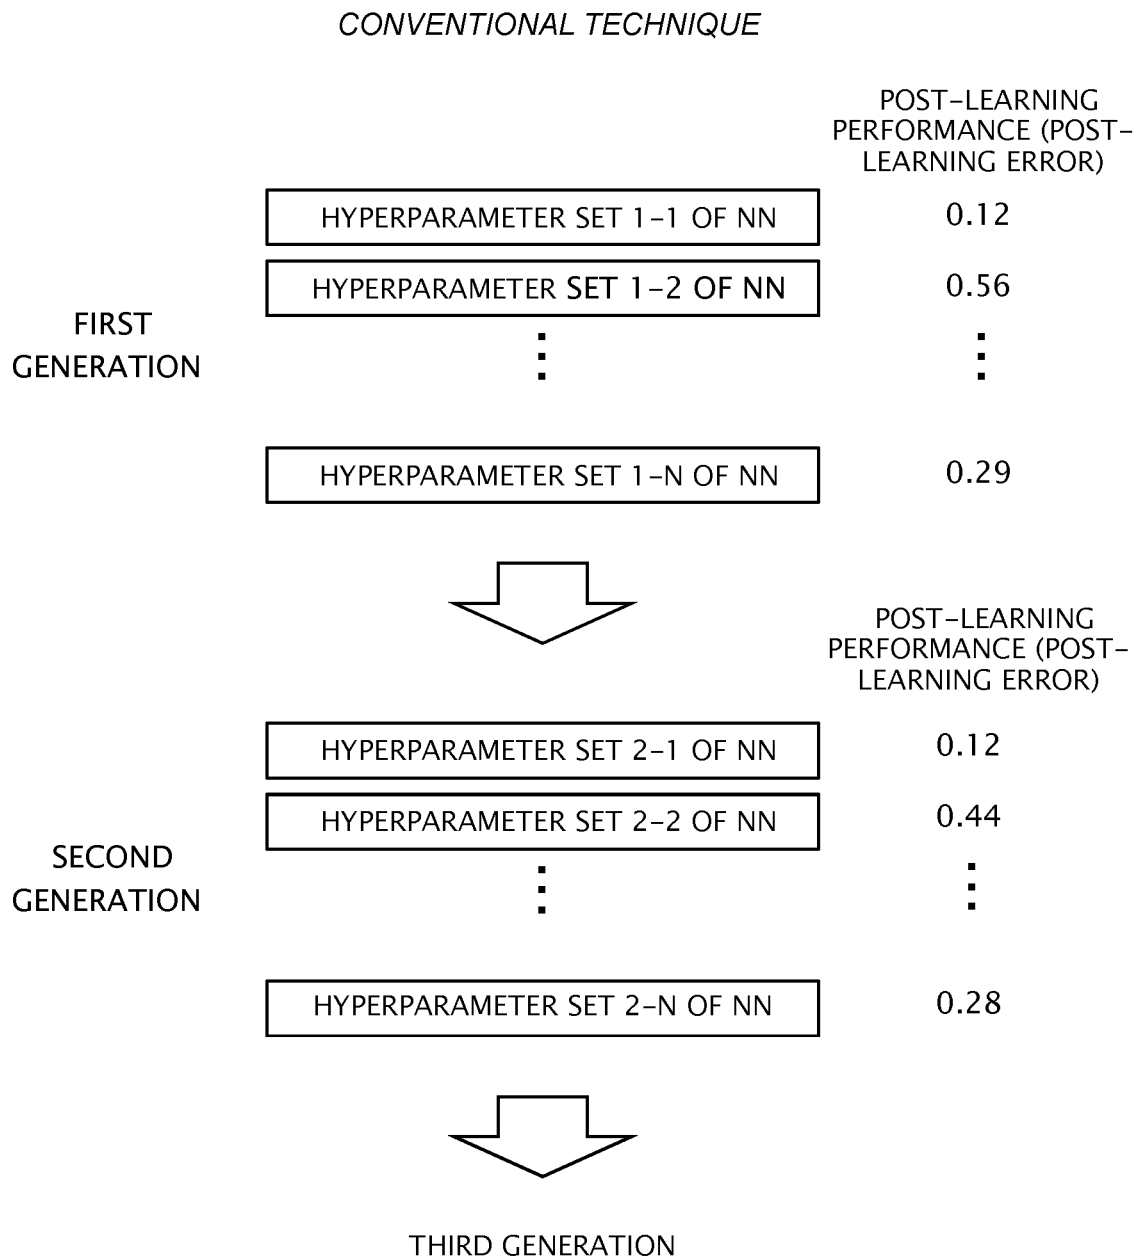 CONVENTIONAL TECHNIQUE
POST–LEARNING
PERFORMANCE (POST–
LEARNING ERROR)
HYPERPARAMETER SET 1–1 OF NN
0.12
HYPERPARAMETER SET 1–2 OF NN
0.56
FIRST
GENERATION
HYPERPARAMETER SET 1–N OF NN
0.29
POST–LEARNING
PERFORMANCE (POST–
LEARNING ERROR)
HYPERPARAMETER SET 2–1 OF NN
0.12
HYPERPARAMETER SET 2–2 OF NN
0.44
SECOND
GENERATION
HYPERPARAMETER SET 2–N OF NN
0.28
THIRD GENERATION